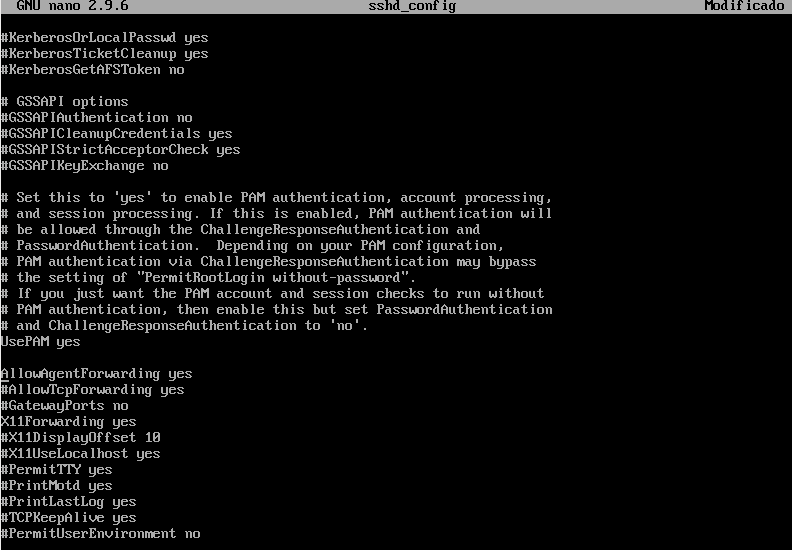 GNU nano 2.9.6 sshd_config Modificado
#KerberosOrLocalPasswd yes
#KerberosTicketCleanup yes
#KerberosGetAFSToken no
# GSSAPI options
#GSSAPIAuthentication no
#GSSAPICleanupCredentials yes
#GSSAPIStrictAcceptorCheck yes
#GSSAPIKeyExchange no
# Set this to 'yes' to enable PAM authentication, account processing,
# and session processing. If this is enabled, PAM authentication will
# be allowed through the ChallengeResponseAuthentication and
# PasswordAuthentication.  Depending on your PAM configuration,
# PAM authentication via ChallengeResponseAuthentication may bypass
# the setting of "PermitRootLogin without-password".
# If you just want the PAM account and session checks to run without
# PAM authentication, then enable this but set PasswordAuthentication
# and ChallengeResponseAuthentication to 'no'.
UsePAM yes
AllowAgentForwarding yes
#AllowTcpForwarding yes
#GatewayPorts no
X11Forwarding yes
#X11DisplayOffset 10
#X11UseLocalhost yes
#PermitTTY yes
#PrintMotd yes
#PrintLastLog yes
#TCPKeepAlive yes
#PermitUserEnvironment no